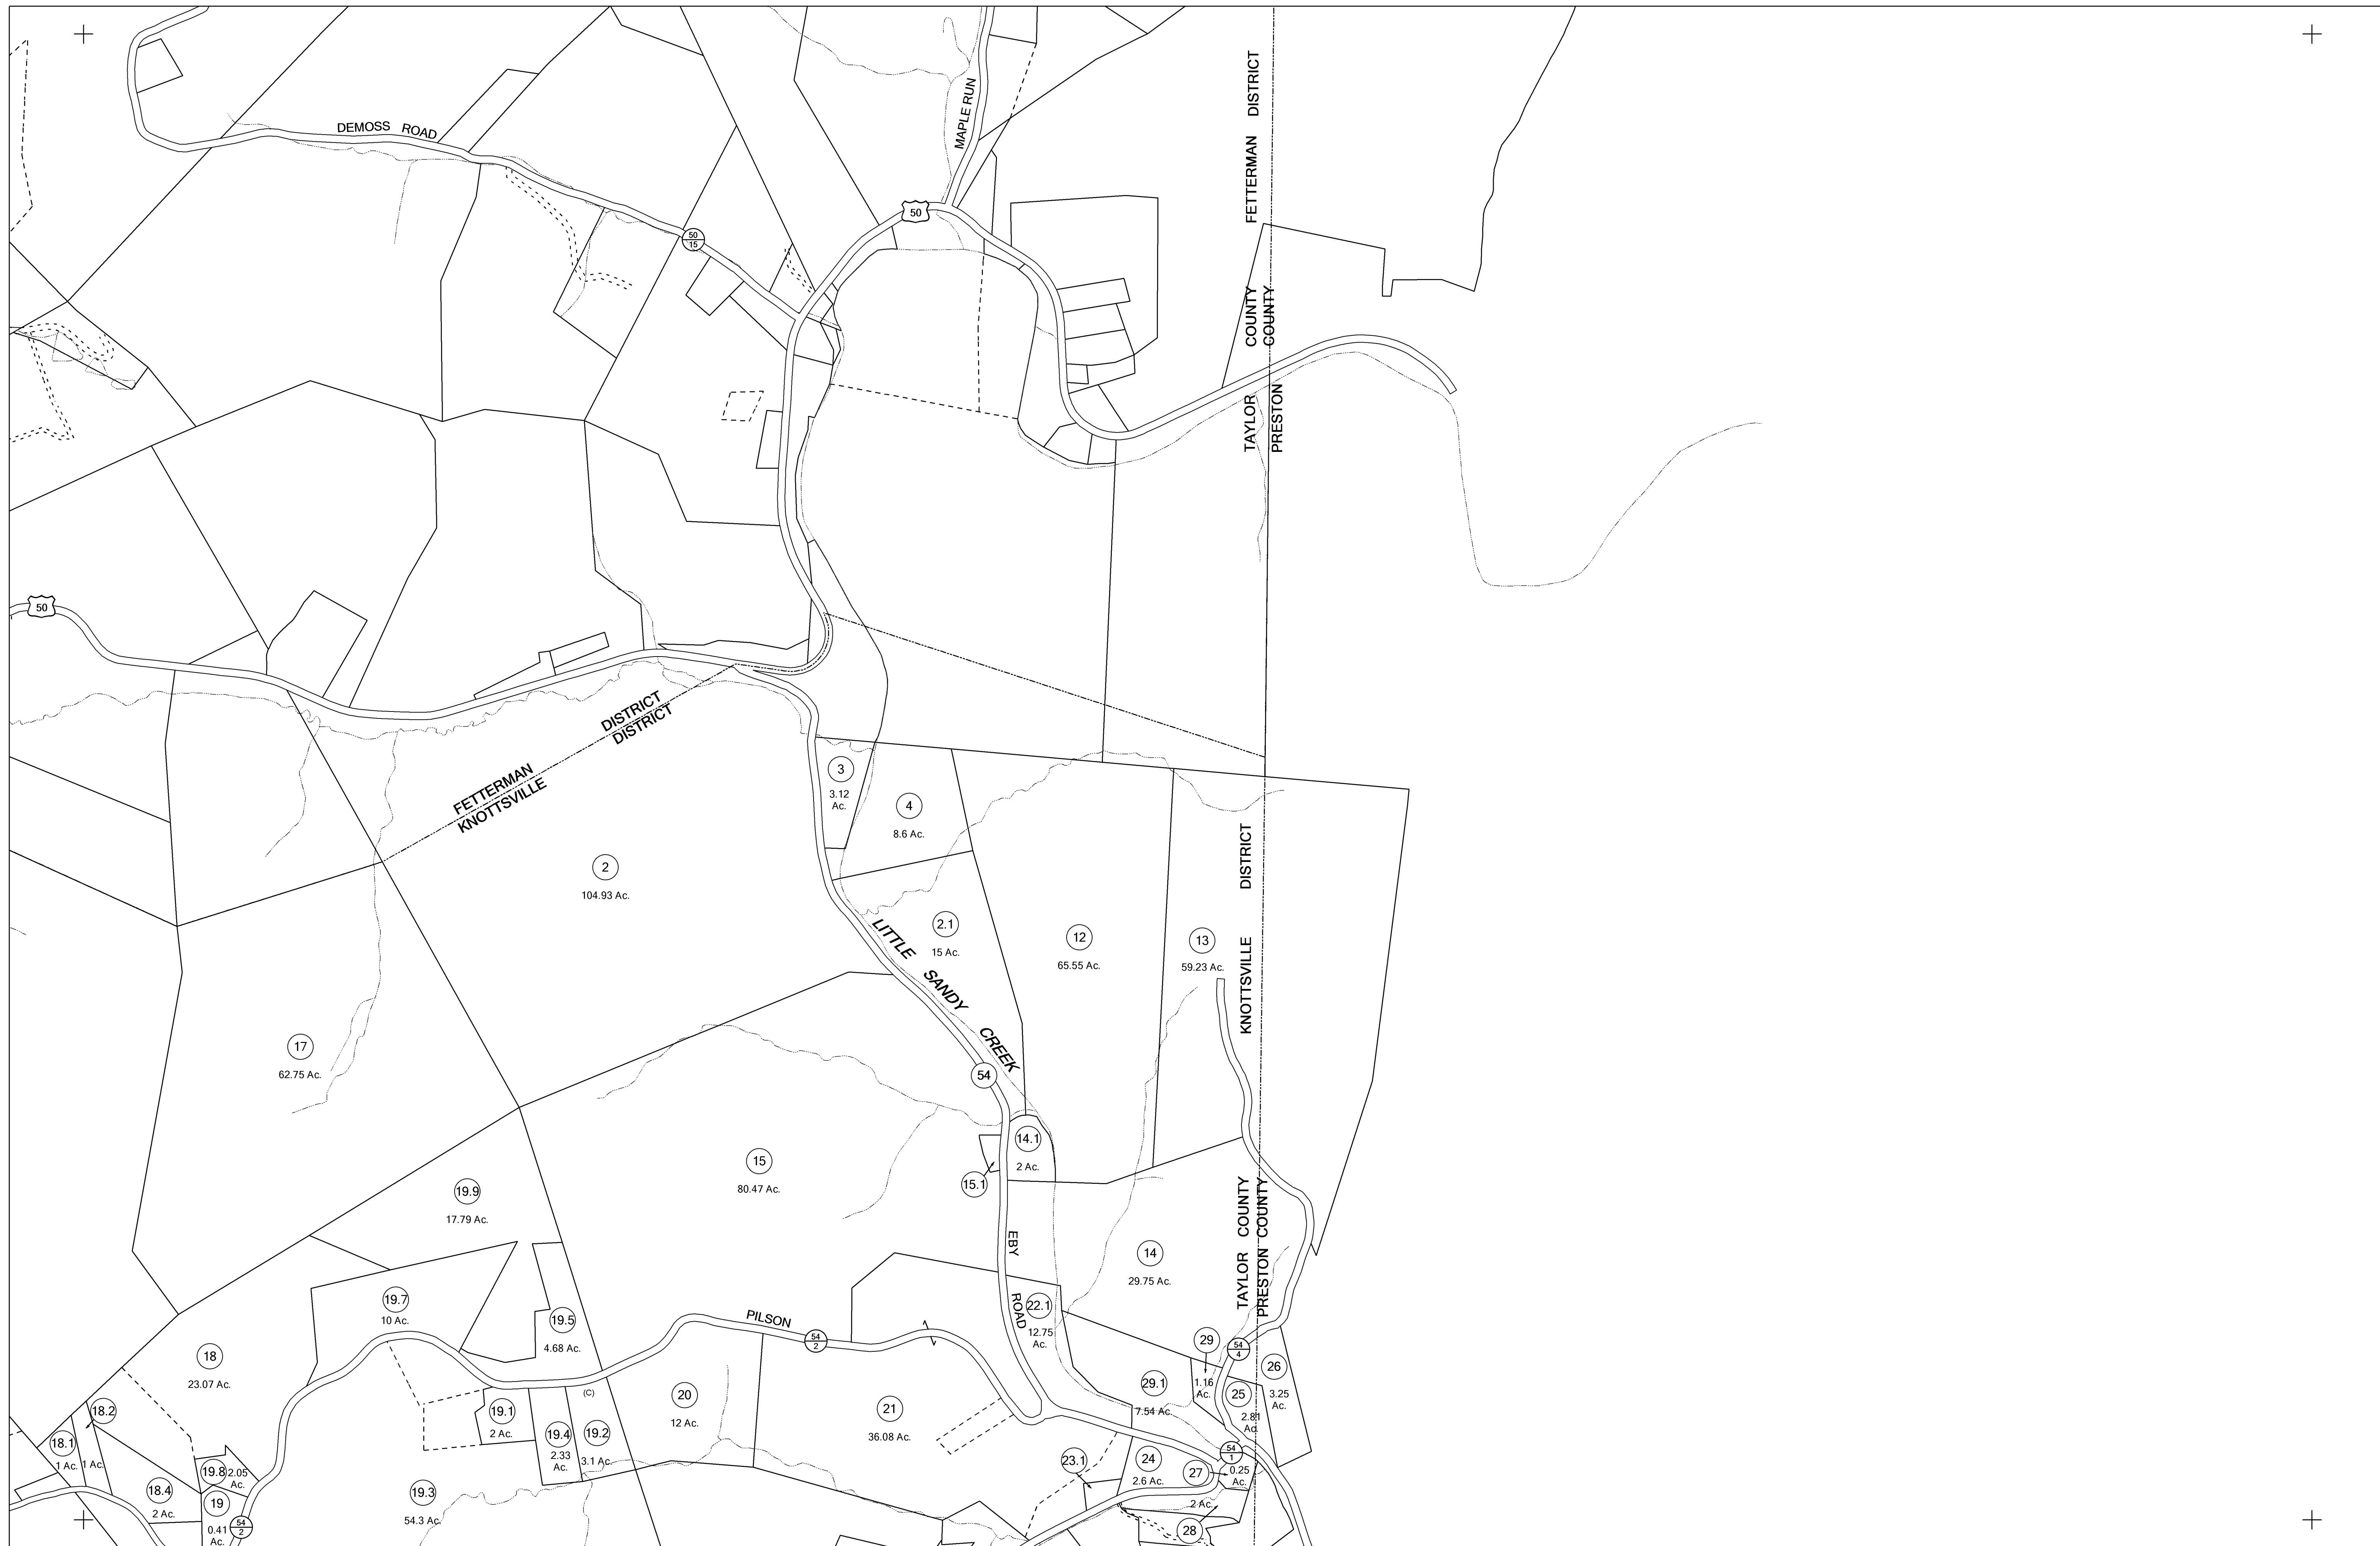 DEMOSS ROAD
MAPLE RUN
FETTERMAN DISTRICT
50
50
15
TAYLOR COUNTY
PRESTON COUNTY
50
FETTERMAN DISTRICT
KNOTTSVILLE DISTRICT
3
3.12
Ac.
4
8.6 Ac.
2
104.93 Ac.
KNOTTSVILLE DISTRICT
LITTLE SANDY CREEK
2.1
15 Ac.
12
65.55 Ac.
13
59.23 Ac.
17
62.75 Ac.
54
14.1
2 Ac.
15
80.47 Ac.
15.1
19.9
17.79 Ac.
EBY ROAD
14
29.75 Ac.
TAYLOR COUNTY
PRESTON COUNTY
19.7
10 Ac.
19.5
4.68 Ac.
PILSON
54
2
22.1
12.75
Ac.
29
1.16
Ac.
54
4
26
3.25
Ac.
18
23.07 Ac.
(C)
20
12 Ac.
21
36.08 Ac.
29.1
7.54 Ac.
25
2.81
Ac.
18.2
18.1
1 Ac.
1 Ac.
19.1
2 Ac.
19.4
2.33
Ac.
19.2
3.1 Ac.
23.1
24
2.6 Ac.
54
1
27
0.25
Ac.
19.8
2.05
Ac.
18.4
2 Ac.
19
0.41
Ac.
54
2
19.3
54.3 Ac.
2 Ac.
28